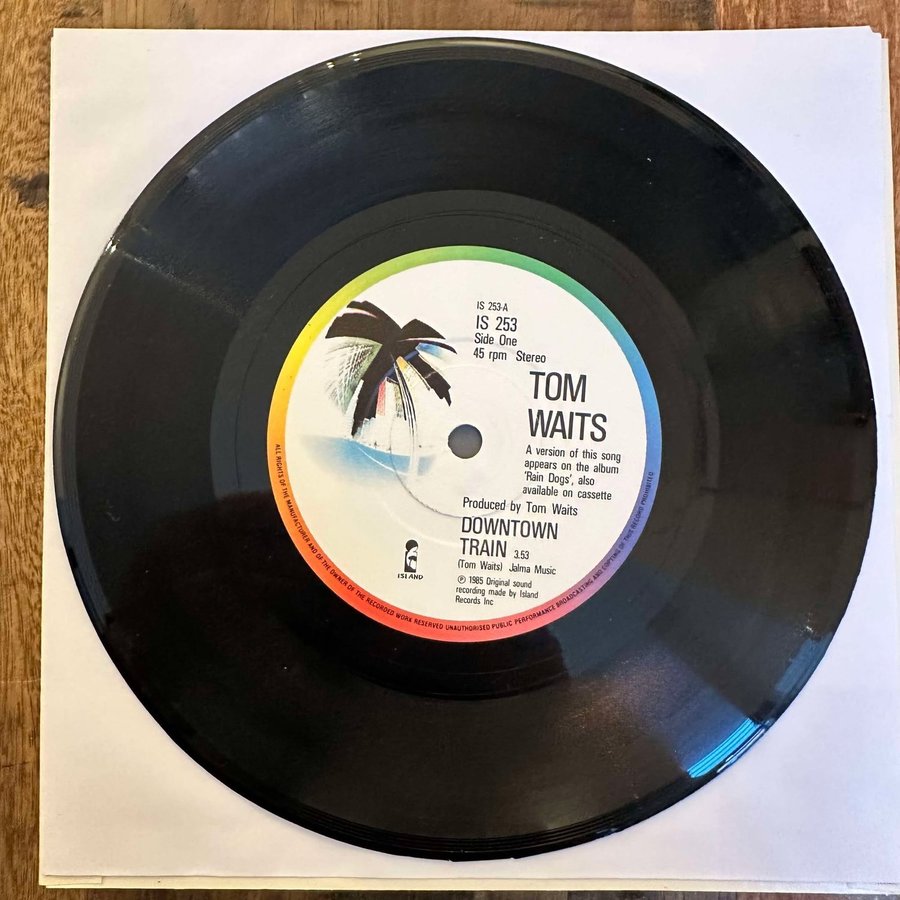 IS 253-A
IS 253
Side One
45 rpm Stereo
TOM
WAITS
A version of this song
appears on the album
'Rain Dogs', also
available on cassette
Produced by Tom Waits
DOWNTOWN
TRAIN 3.53
(Tom Waits) Jalma Music
℗ 1985 Original sound
recording made by Island
Records Inc
ISLAND
ALL RIGHTS OF THE MANUFACTURER AND OF THE OWNER OF THE RECORDED WORK RESERVED UNAUTHORISED PUBLIC PERFORMANCE BROADCASTING AND COPYING OF THIS RECORD PROHIBITED